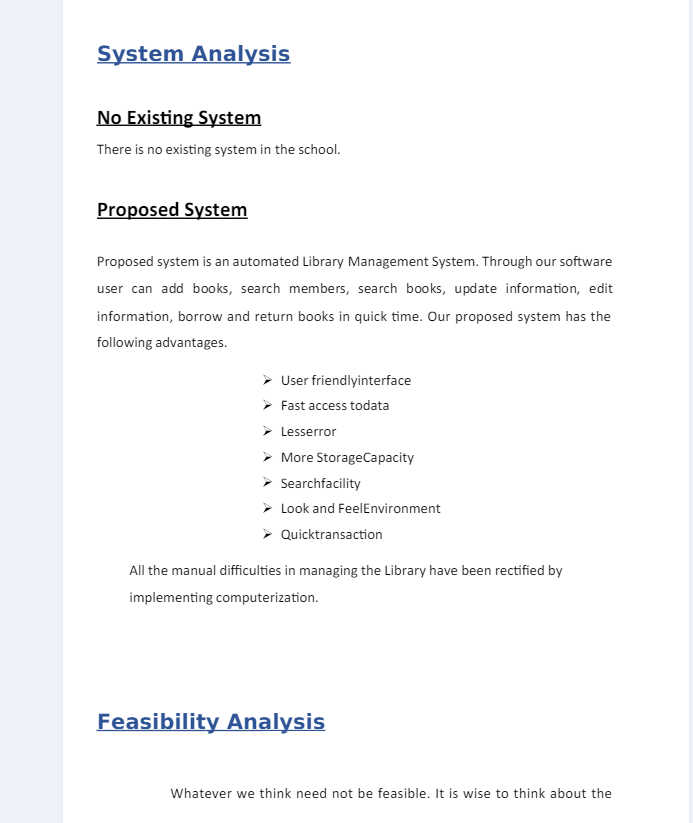 System Analysis
No Existing System
There is no existing system in the school.
Proposed System
Proposed system is an automated Library Management System. Through our software
user can add books, search members, search books, update information, edit
information, borrow and return books in quick time. Our proposed system has the
following advantages.
➢ User friendlyinterface
➢ Fast access todata
➢ Lesserror
➢ More StorageCapacity
➢ Searchfacility
➢ Look and FeelEnvironment
➢ Quicktransaction
All the manual difficulties in managing the Library have been rectified by
implementing computerization.
Feasibility Analysis
Whatever we think need not be feasible. It is wise to think about the